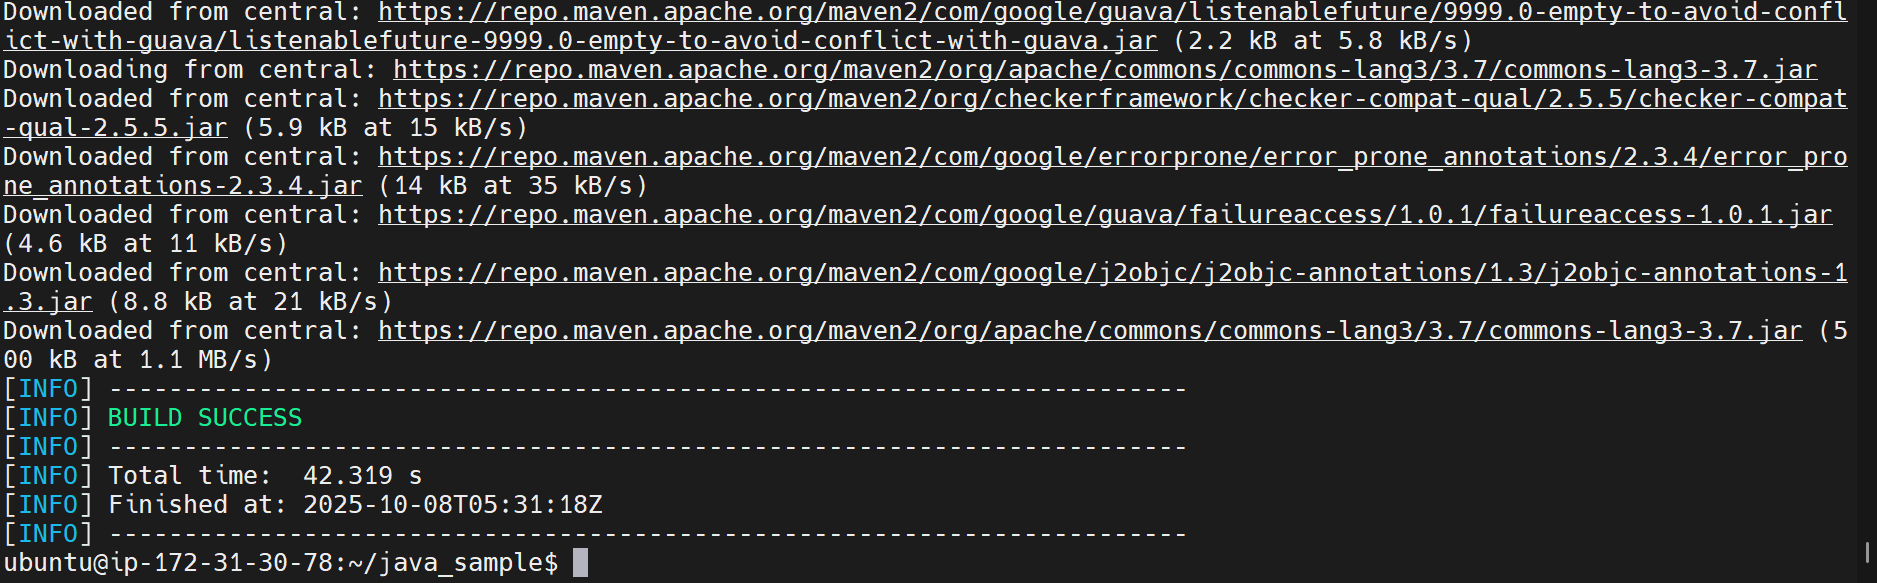 Downloaded from central: https://repo.maven.apache.org/maven2/com/google/guava/listenablefuture/9999.0-empty-to-avoid-confl
ict-with-guava/listenablefuture-9999.0-empty-to-avoid-conflict-with-guava.jar (2.2 kB at 5.8 kB/s)
Downloading from central: https://repo.maven.apache.org/maven2/org/apache/commons/commons-lang3/3.7/commons-lang3-3.7.jar
Downloaded from central: https://repo.maven.apache.org/maven2/org/checkerframework/checker-compat-qual/2.5.5/checker-compat
-qual-2.5.5.jar (5.9 kB at 15 kB/s)
Downloaded from central: https://repo.maven.apache.org/maven2/com/google/errorprone/error_prone_annotations/2.3.4/error_pro
ne_annotations-2.3.4.jar (14 kB at 35 kB/s)
Downloaded from central: https://repo.maven.apache.org/maven2/com/google/guava/failureaccess/1.0.1/failureaccess-1.0.1.jar
(4.6 kB at 11 kB/s)
Downloaded from central: https://repo.maven.apache.org/maven2/com/google/j2objc/j2objc-annotations/1.3/j2objc-annotations-1
.3.jar (8.8 kB at 21 kB/s)
Downloaded from central: https://repo.maven.apache.org/maven2/org/apache/commons/commons-lang3/3.7/commons-lang3-3.7.jar (5
00 kB at 1.1 MB/s)
[INFO] ------------------------------------------------------------------------
[INFO] BUILD SUCCESS
[INFO] ------------------------------------------------------------------------
[INFO] Total time:  42.319 s
[INFO] Finished at: 2025-10-08T05:31:18Z
[INFO] ------------------------------------------------------------------------
ubuntu@ip-172-31-30-78:~/java_sample$